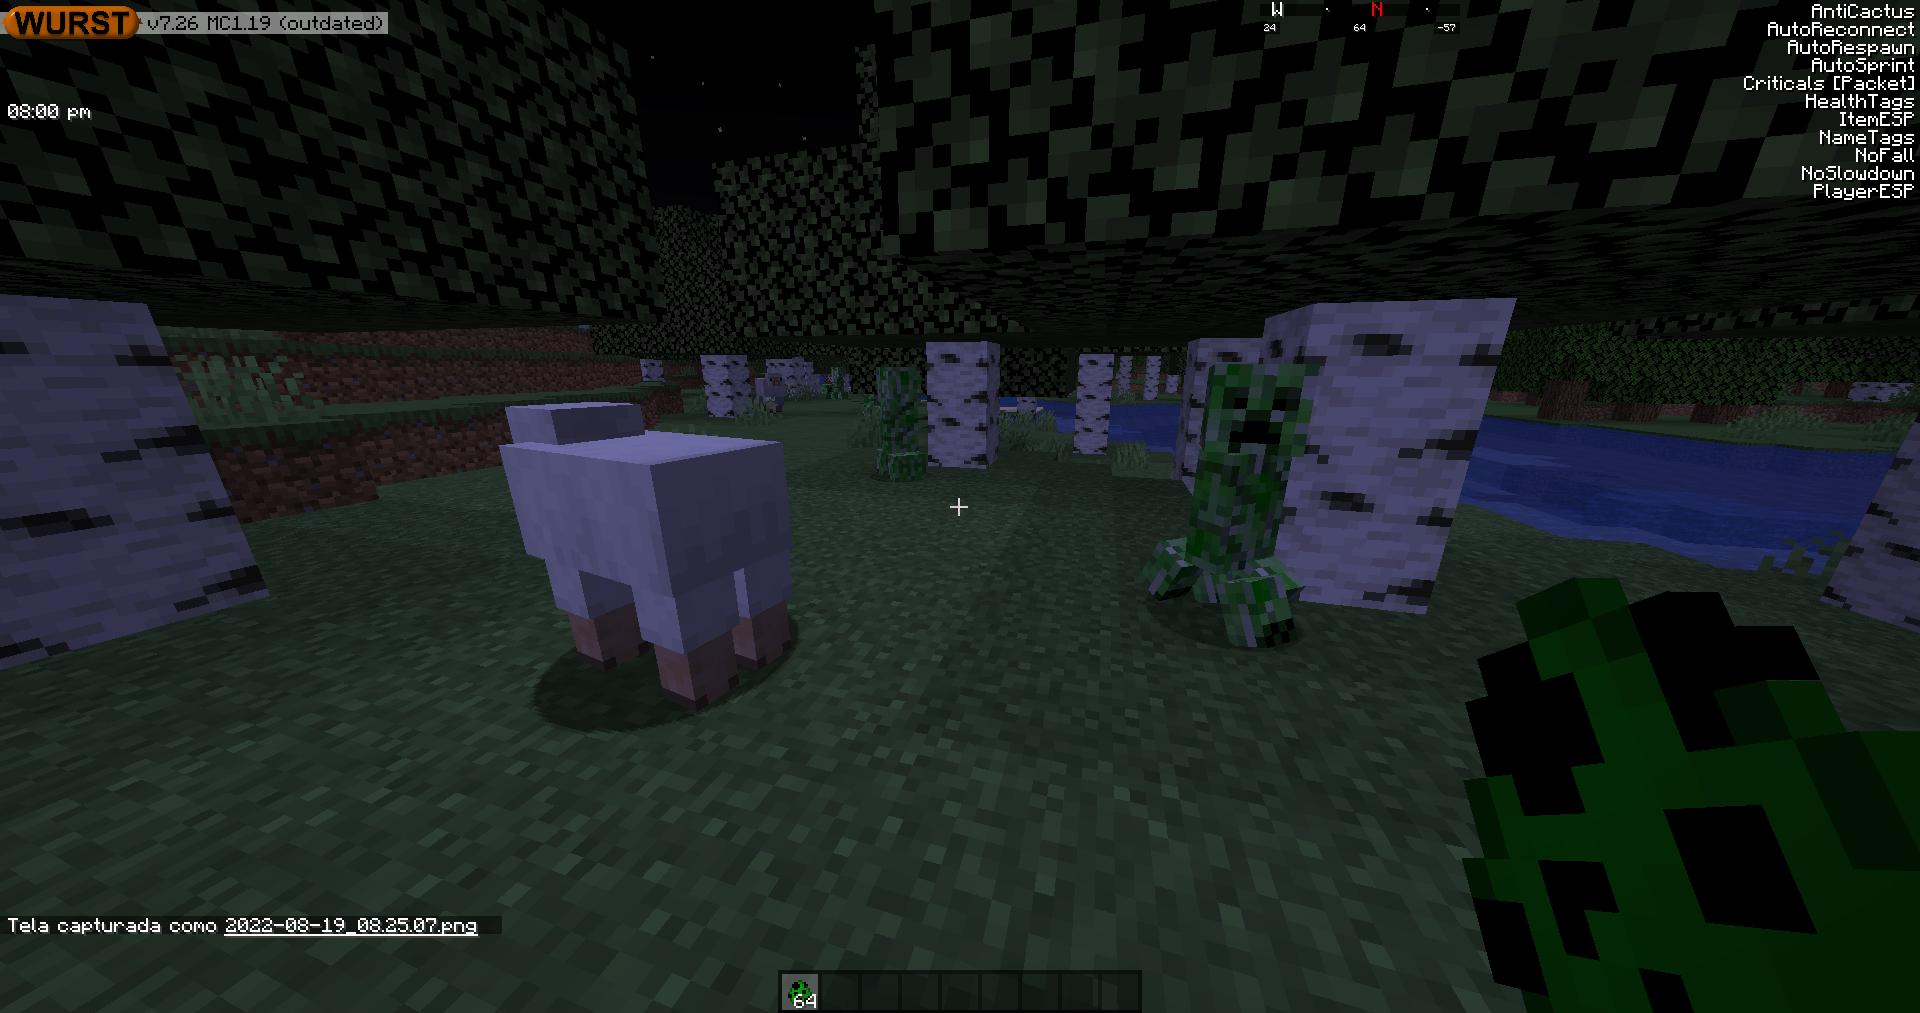 WURST v7.26 MC1.19 (outdated)
08:00 pm
W · N ·
24 64 -57
AntiCactus
AutoReconnect
AutoRespawn
AutoSprint
Criticals [Packet]
HealthTags
ItemESP
NameTags
NoFall
NoSlowdown
PlayerESP
Tela capturada como 2022-08-19_08.25.07.png
64